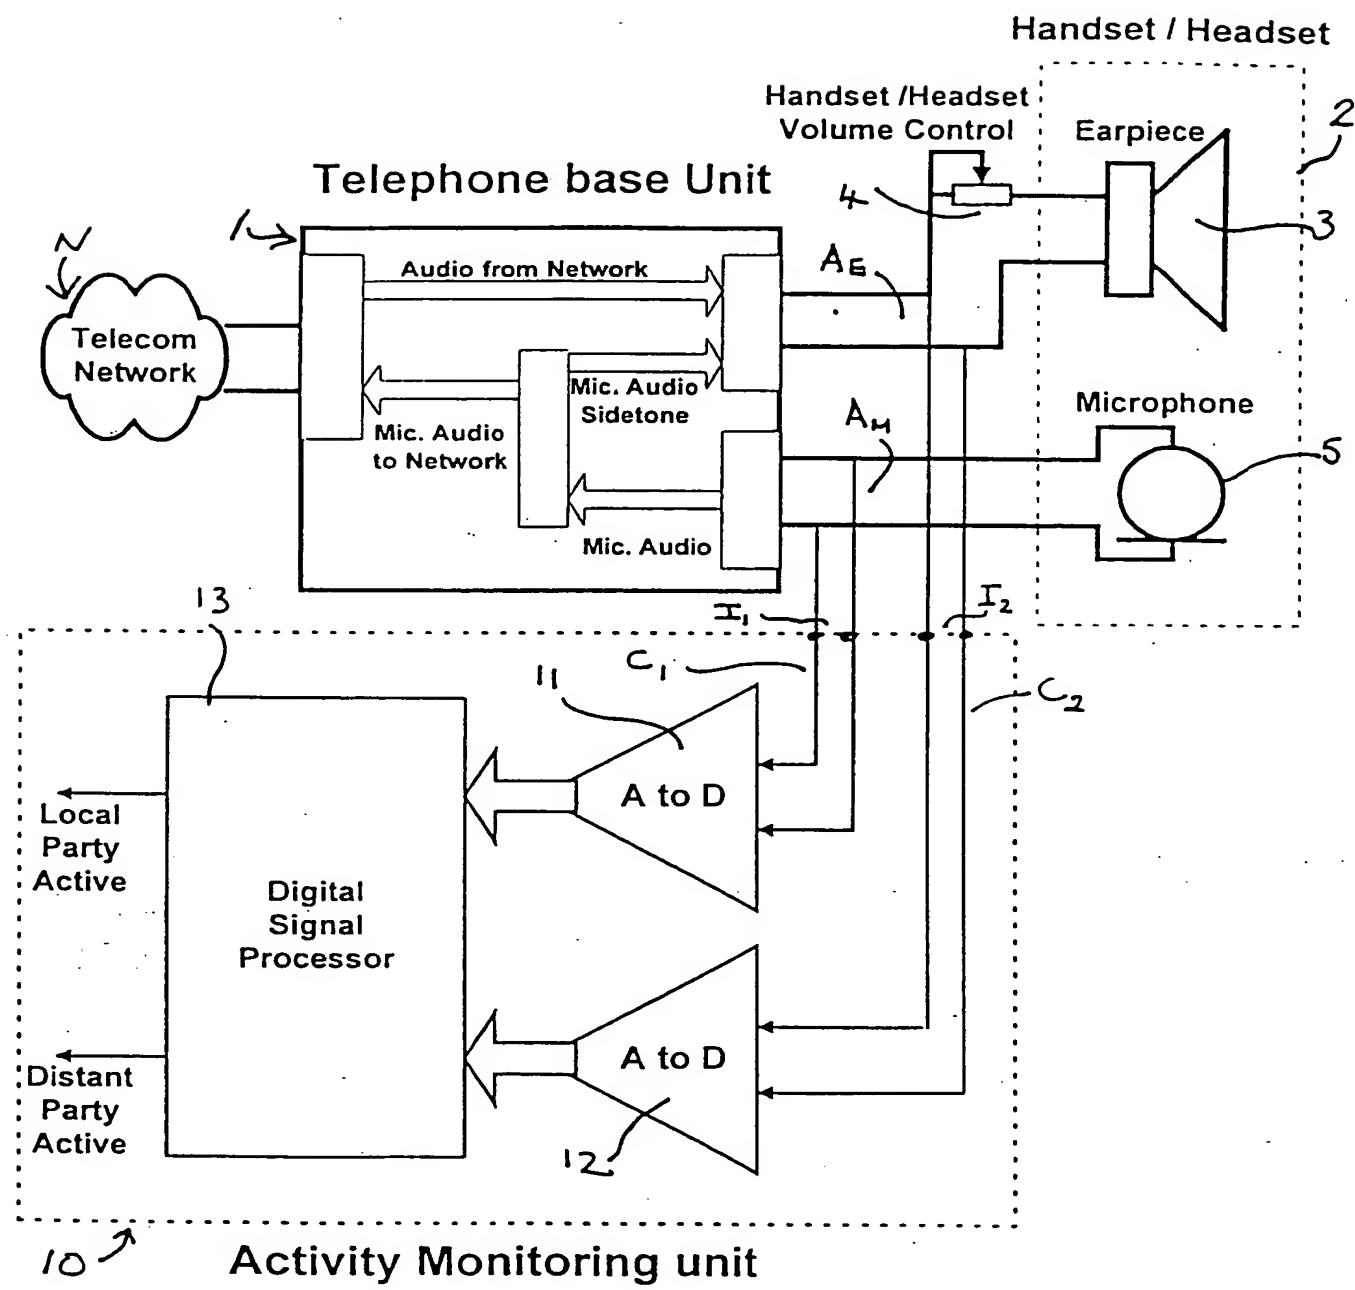 Handset / Headset
Handset /Headset
Volume Control
Earpiece
2
Telephone base Unit
4
3
1
N
A_E
Audio from Network
Telecom
Network
Mic. Audio
Sidetone
Mic. Audio
to Network
A_M
Microphone
5
Mic. Audio
13
I₁
I₂
C₁
C₂
11
A to D
Local
Party
Active
Digital
Signal
Processor
A to D
Distant
Party
Active
12
10
Activity Monitoring unit